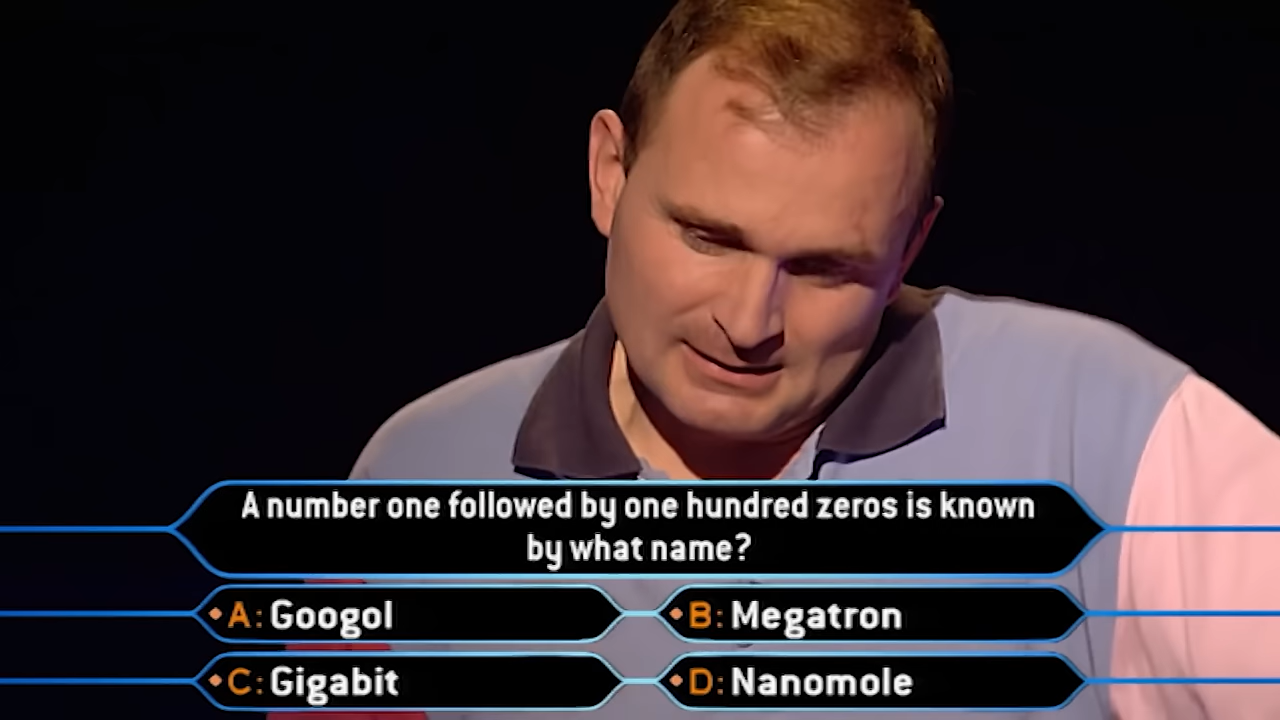 A number one followed by one hundred zeros is known
by what name?
A: Googol
B: Megatron
C: Gigabit
D: Nanomole